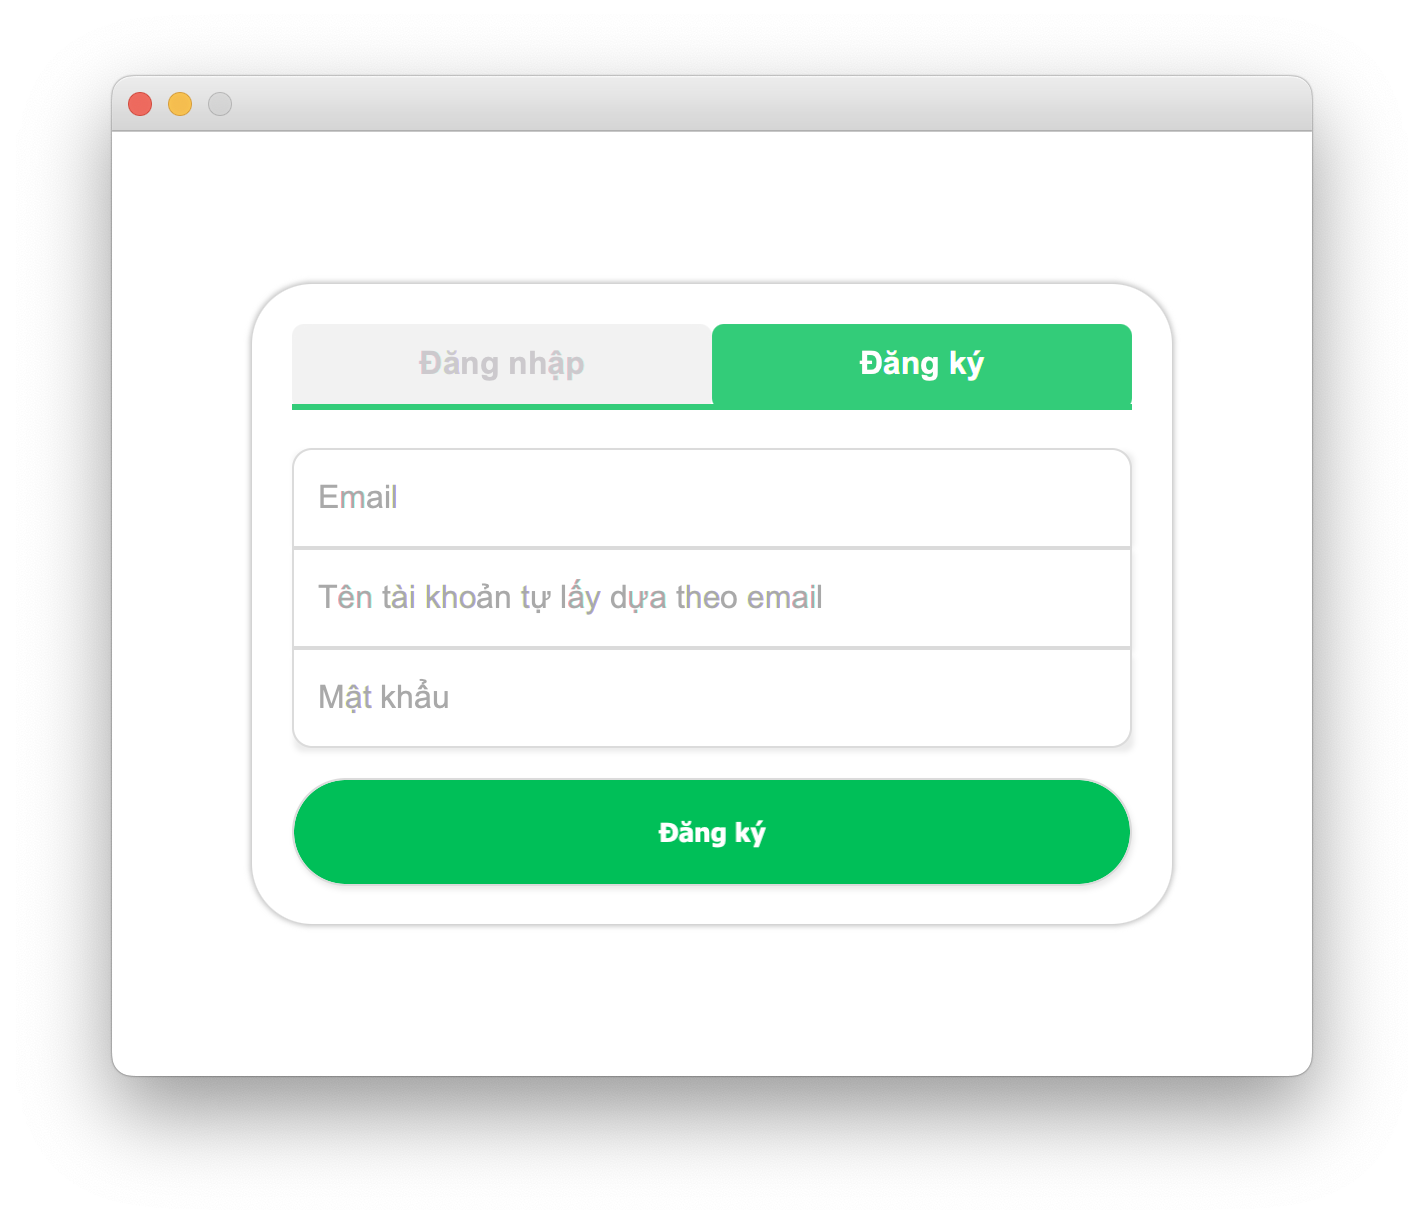 Đăng nhập
Đăng ký
Email
Tên tài khoản tự lấy dựa theo email
Mật khẩu
Đăng ký